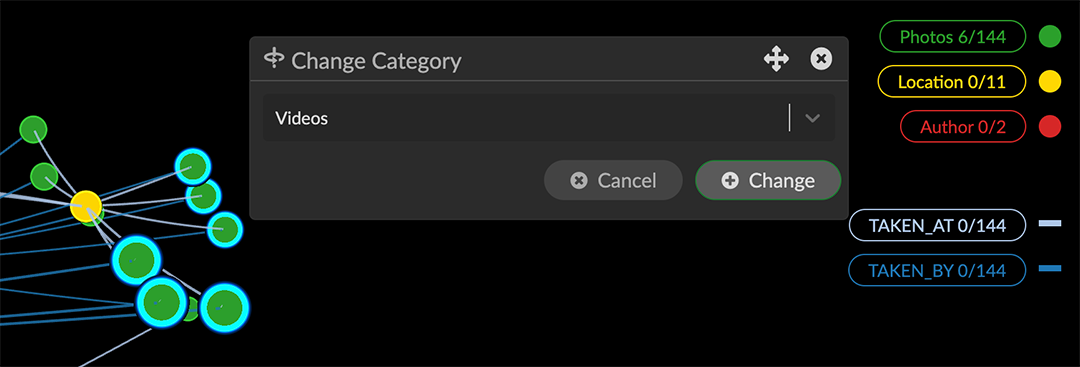 Change Category
Videos
Cancel
Change
Photos 6/144
Location 0/11
Author 0/2
TAKEN_AT 0/144
TAKEN_BY 0/144